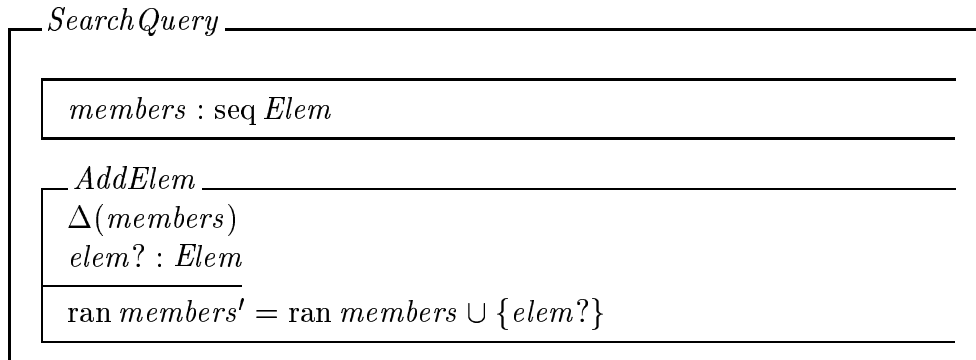 SearchQuery
members : seq Elem
AddElem
Δ(members)
elem? : Elem
ran members′ = ran members ∪ {elem?}